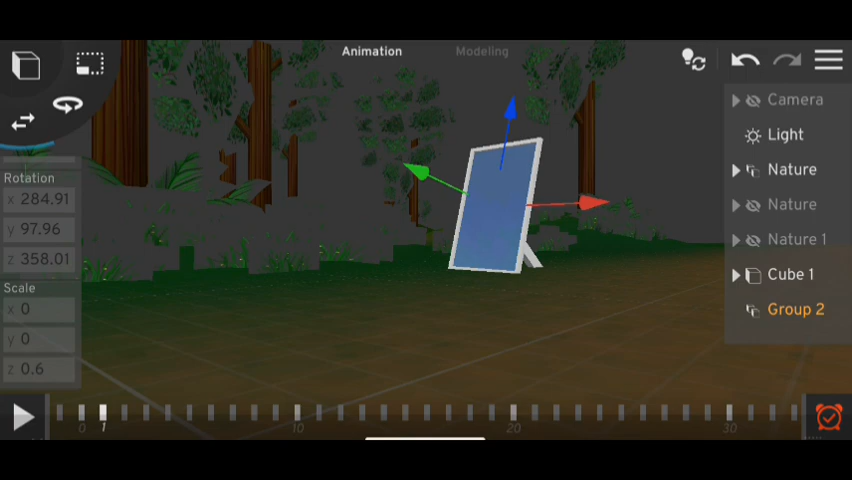 Animation Modeling
Camera
Light
Rotation
Nature
x 284.91
Nature
y 97.96
Nature 1
z 358.01
Cube 1
Scale
x 0
Group 2
y 0
z 0.6
0 1 10 20 30